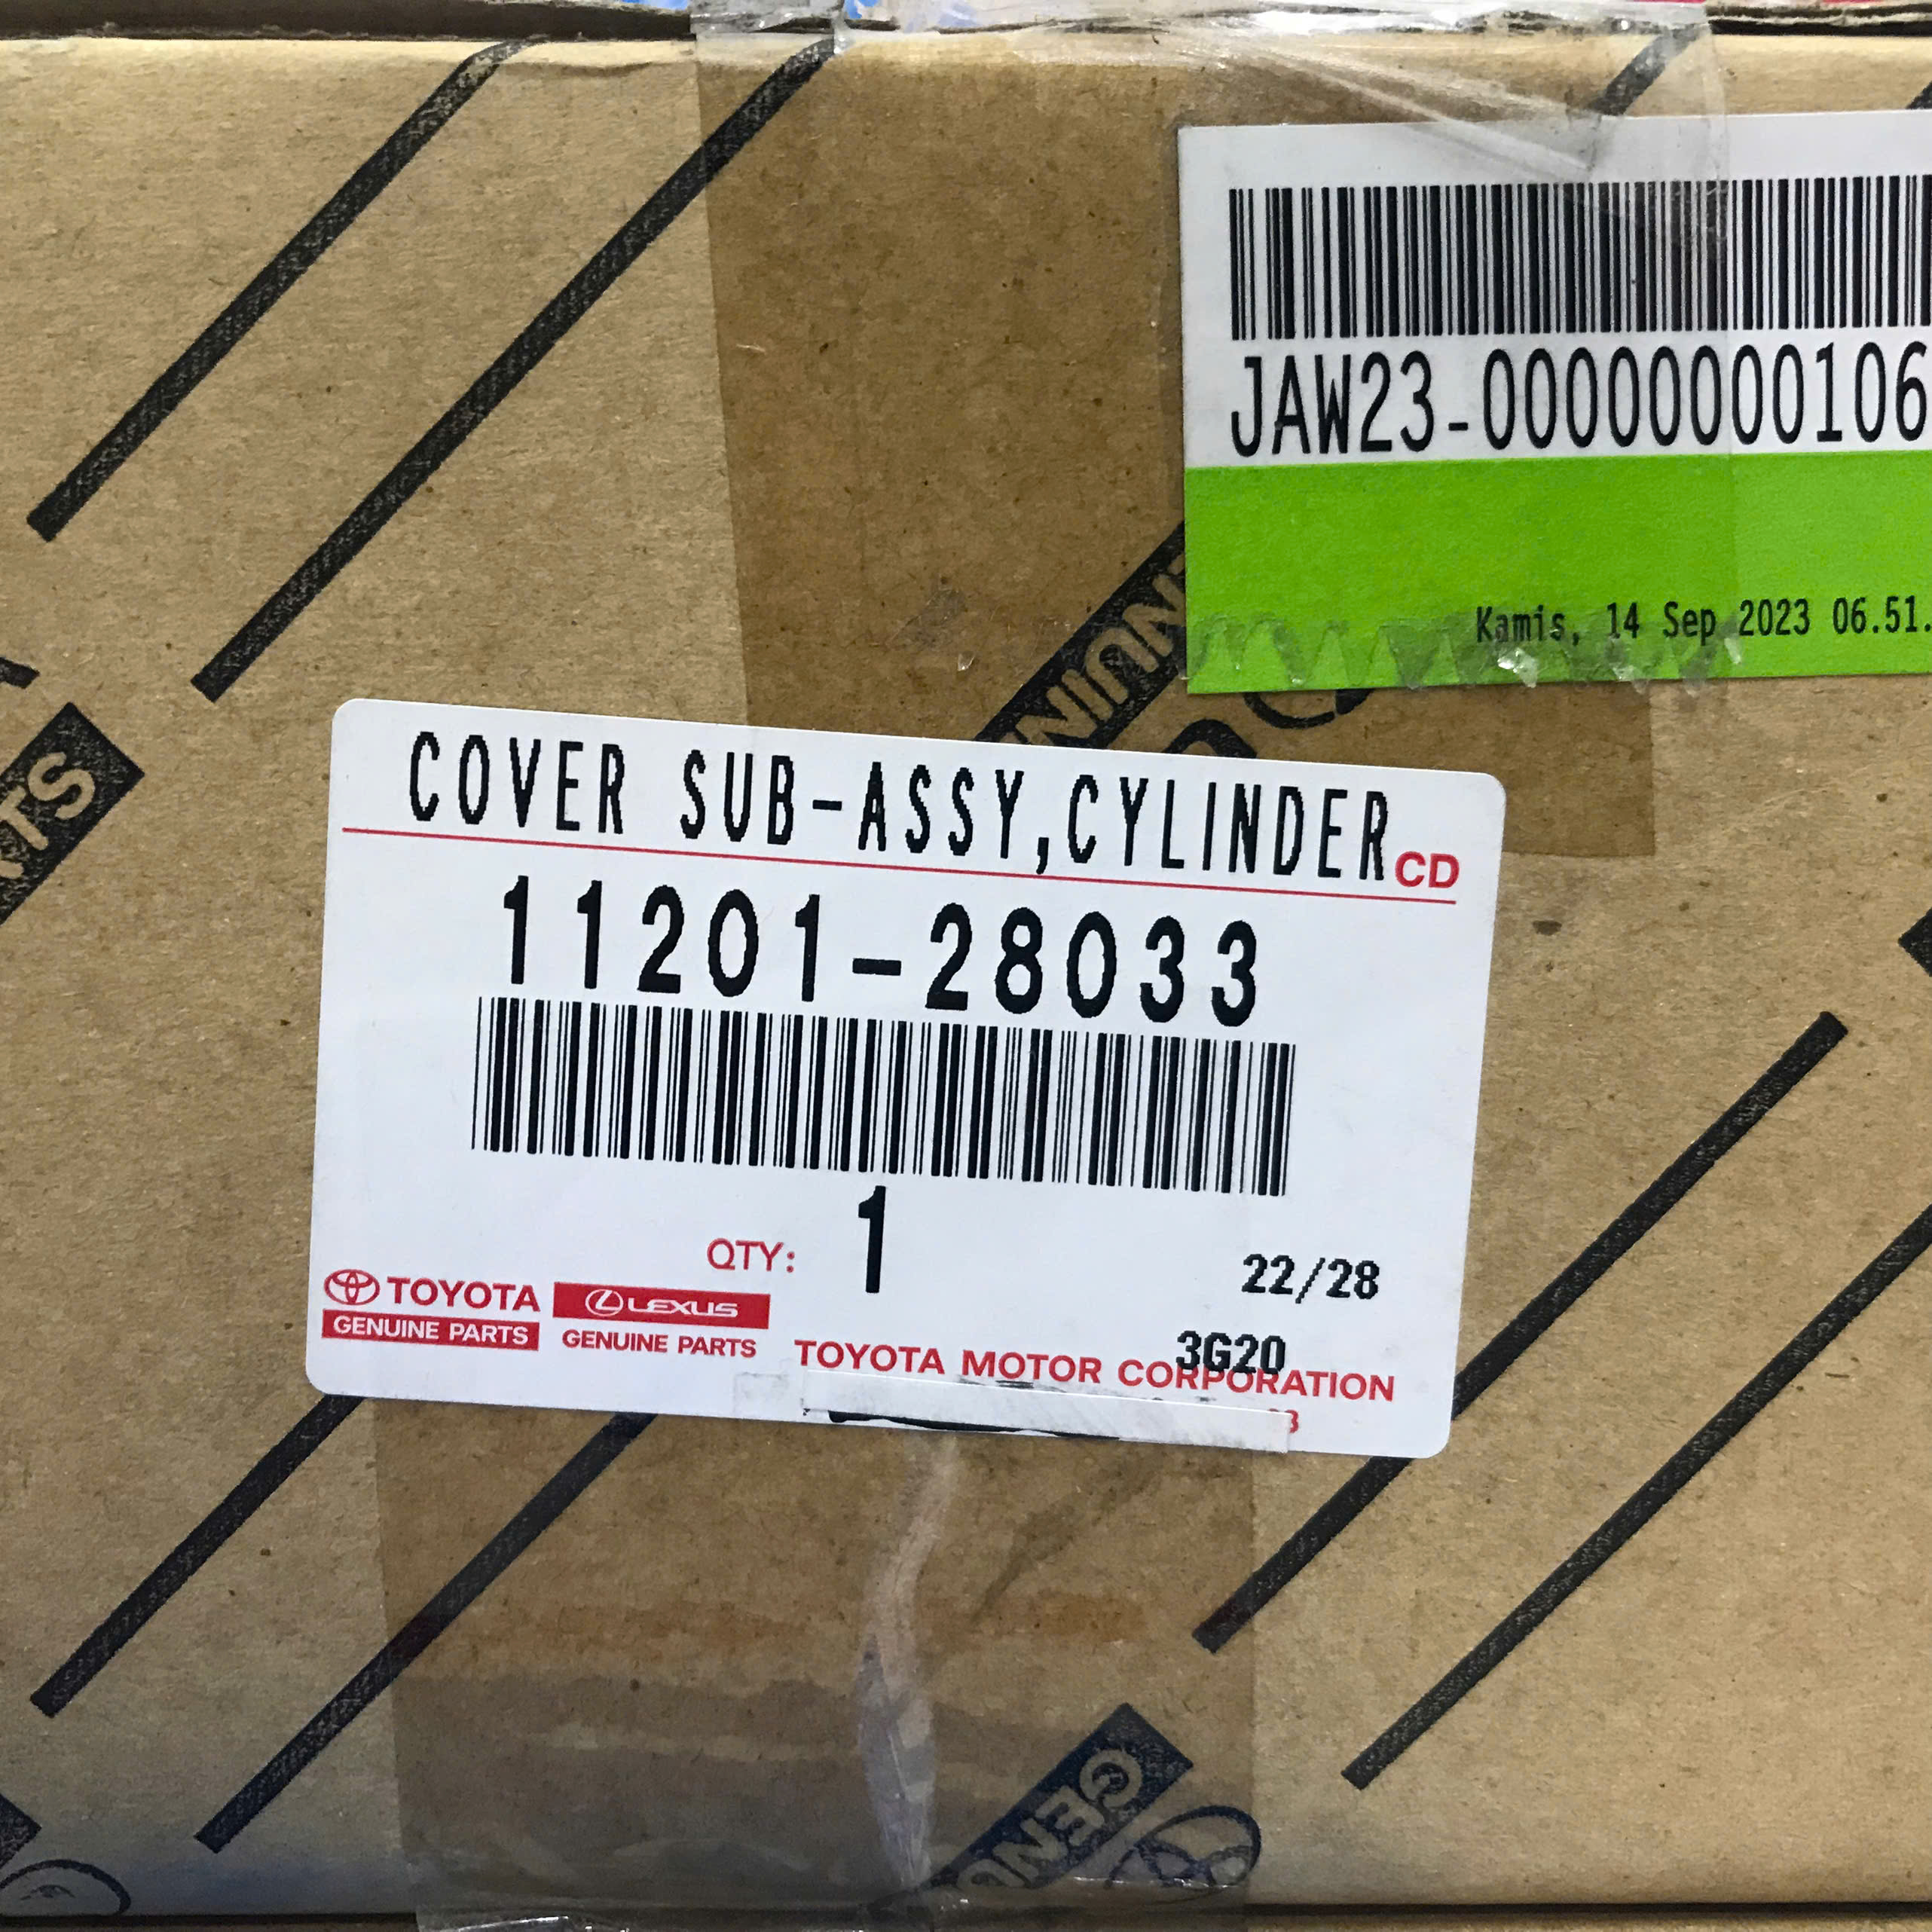 JAW23-00000000106
Kamis, 14 Sep 2023 06.51.
COVER SUB-ASSY,CYLINDER CD
11201-28033
QTY: 1
22/28
TOYOTA
GENUINE PARTS
LEXUS
GENUINE PARTS
3G20
TOYOTA MOTOR CORPORATION